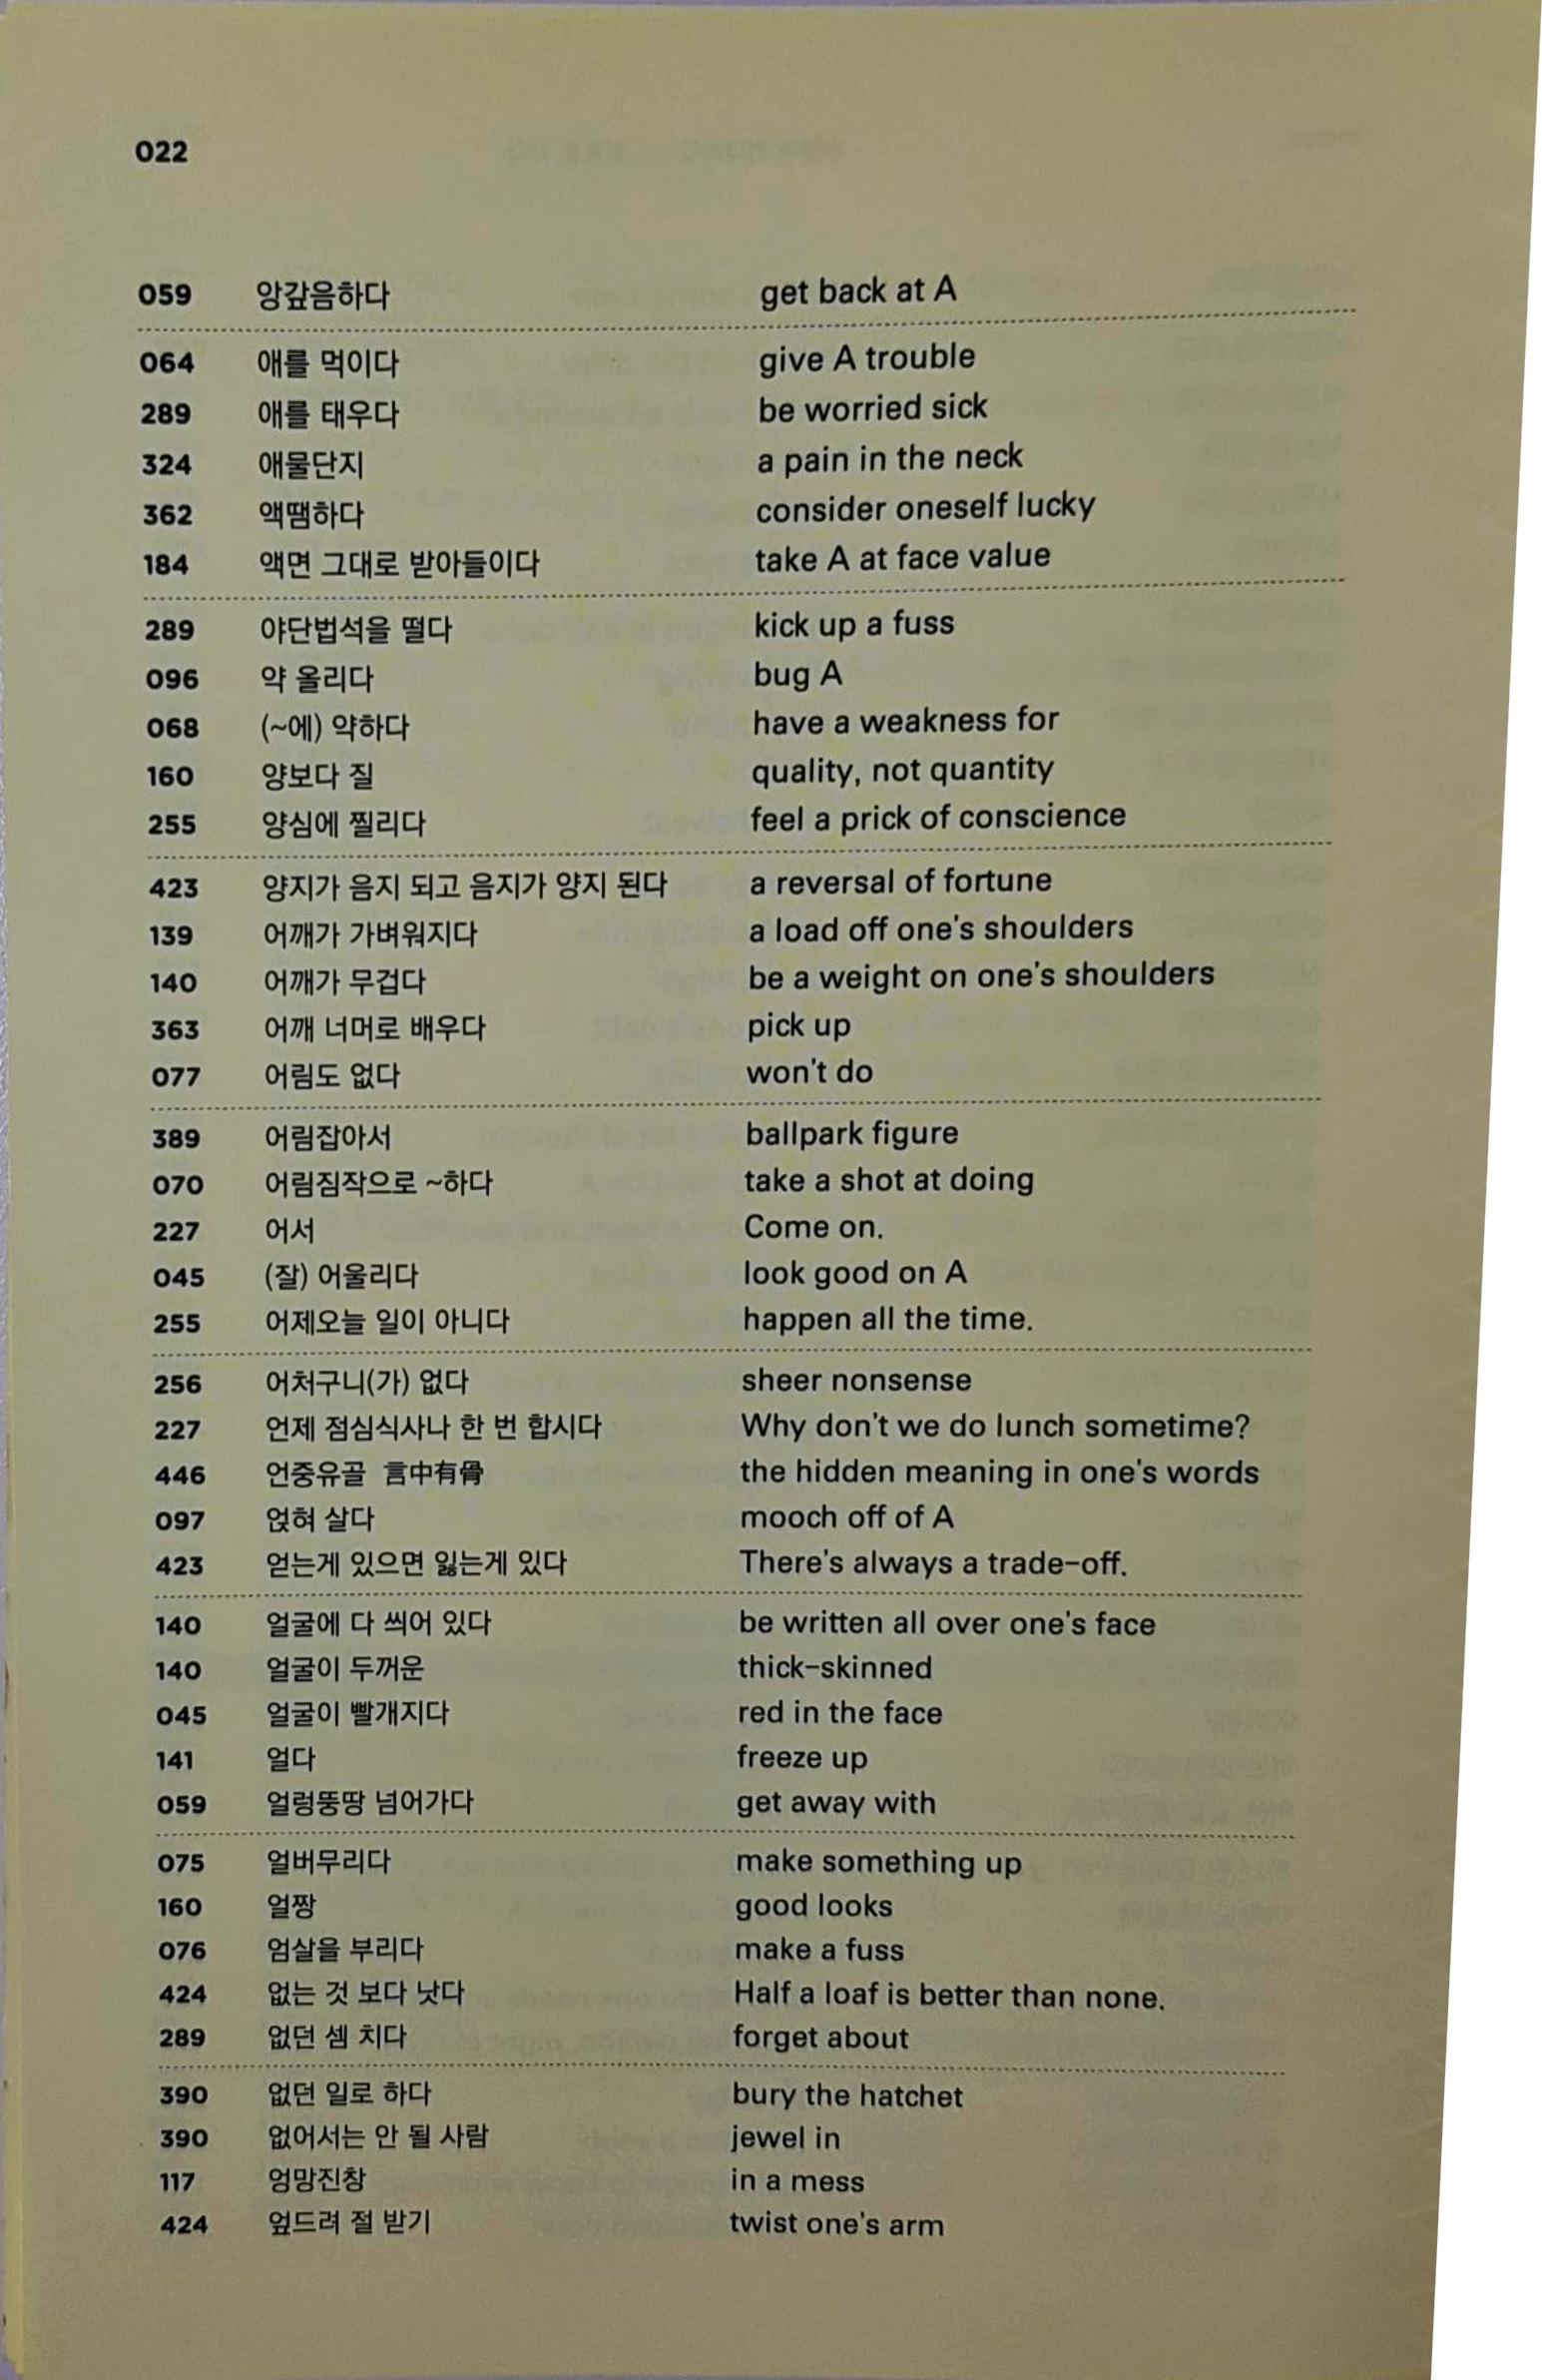 022
059 앙갚음하다 get back at A
064 애를 먹이다 give A trouble
289 애를 태우다 be worried sick
324 애물단지 a pain in the neck
362 액땜하다 consider oneself lucky
184 액면 그대로 받아들이다 take A at face value
289 야단법석을 떨다 kick up a fuss
096 약 올리다 bug A
068 (~에) 약하다 have a weakness for
160 양보다 질 quality, not quantity
255 양심에 찔리다 feel a prick of conscience
423 양지가 음지 되고 음지가 양지 된다 a reversal of fortune
139 어깨가 가벼워지다 a load off one's shoulders
140 어깨가 무겁다 be a weight on one's shoulders
363 어깨 너머로 배우다 pick up
077 어림도 없다 won't do
389 어림잡아서 ballpark figure
070 어림짐작으로 ~하다 take a shot at doing
227 어서 Come on.
045 (잘) 어울리다 look good on A
255 어제오늘 일이 아니다 happen all the time.
256 어처구니(가) 없다 sheer nonsense
227 언제 점심식사나 한 번 합시다 Why don't we do lunch sometime?
446 언중유골 言中有骨 the hidden meaning in one's words
097 얹혀 살다 mooch off of A
423 얻는게 있으면 잃는게 있다 There's always a trade-off.
140 얼굴에 다 씌어 있다 be written all over one's face
140 얼굴이 두꺼운 thick-skinned
045 얼굴이 빨개지다 red in the face
141 얼다 freeze up
059 얼렁뚱땅 넘어가다 get away with
075 얼버무리다 make something up
160 얼짱 good looks
076 엄살을 부리다 make a fuss
424 없는 것 보다 낫다 Half a loaf is better than none.
289 없던 셈 치다 forget about
390 없던 일로 하다 bury the hatchet
390 없어서는 안 될 사람 jewel in
117 엉망진창 in a mess
424 엎드려 절 받기 twist one's arm